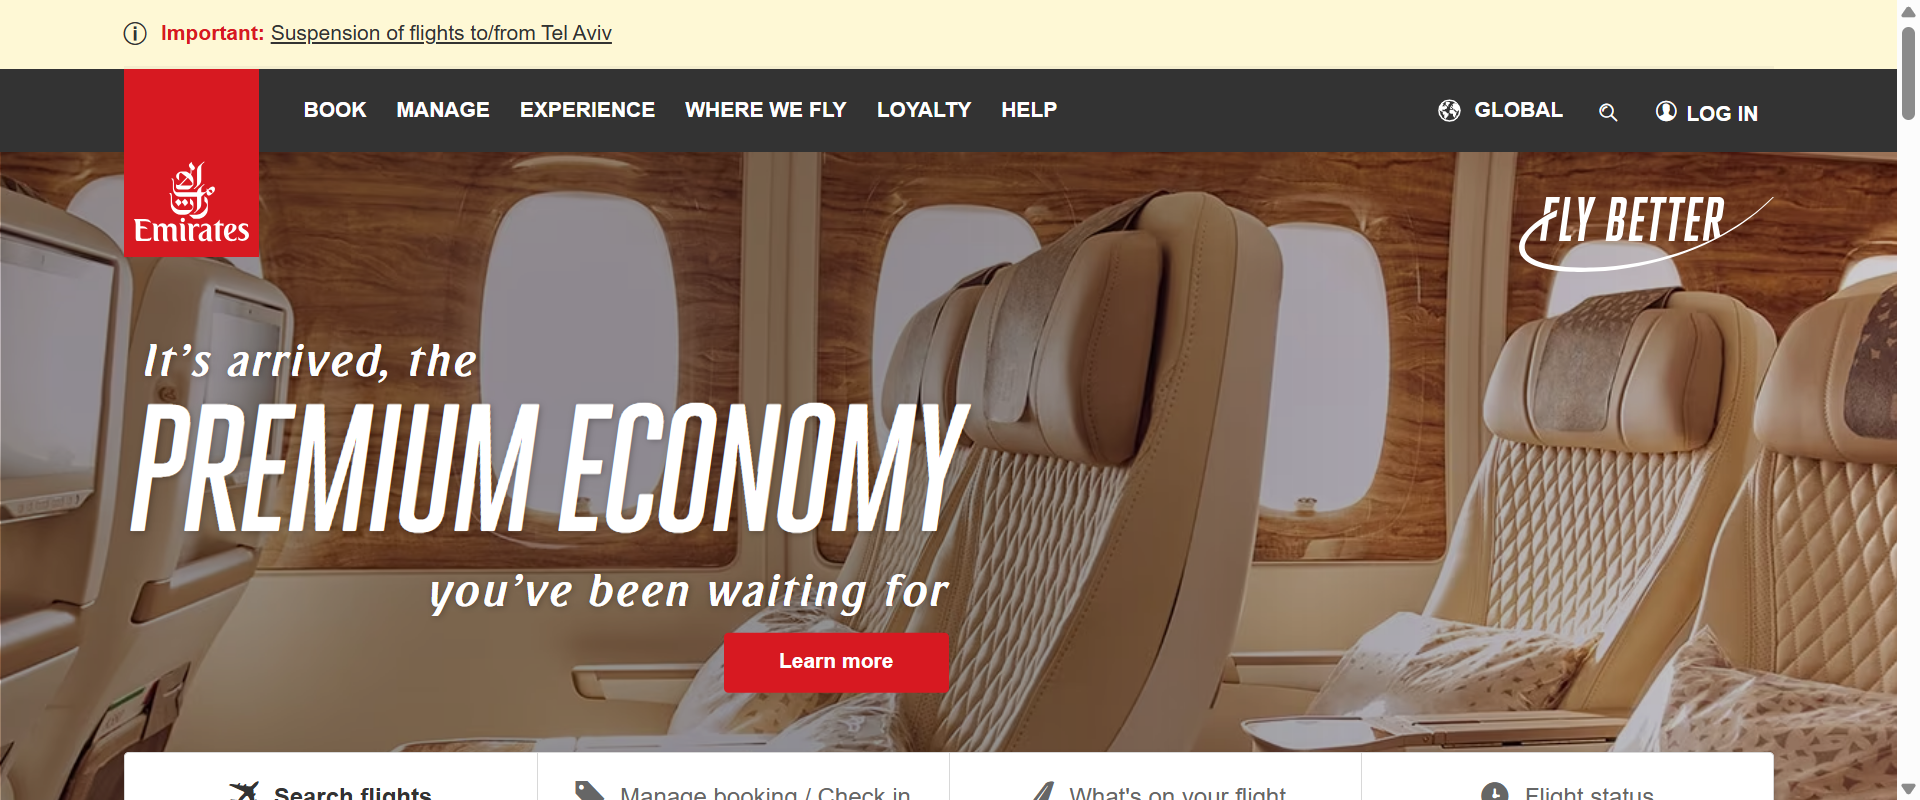 Important: Suspension of flights to/from Tel Aviv
BOOK MANAGE EXPERIENCE WHERE WE FLY LOYALTY HELP GLOBAL LOG IN
Emirates
FLY BETTER
It's arrived, the
PREMIUM ECONOMY
you've been waiting for
Learn more
Search flights Manage booking / Check in What's on your flight Flight status